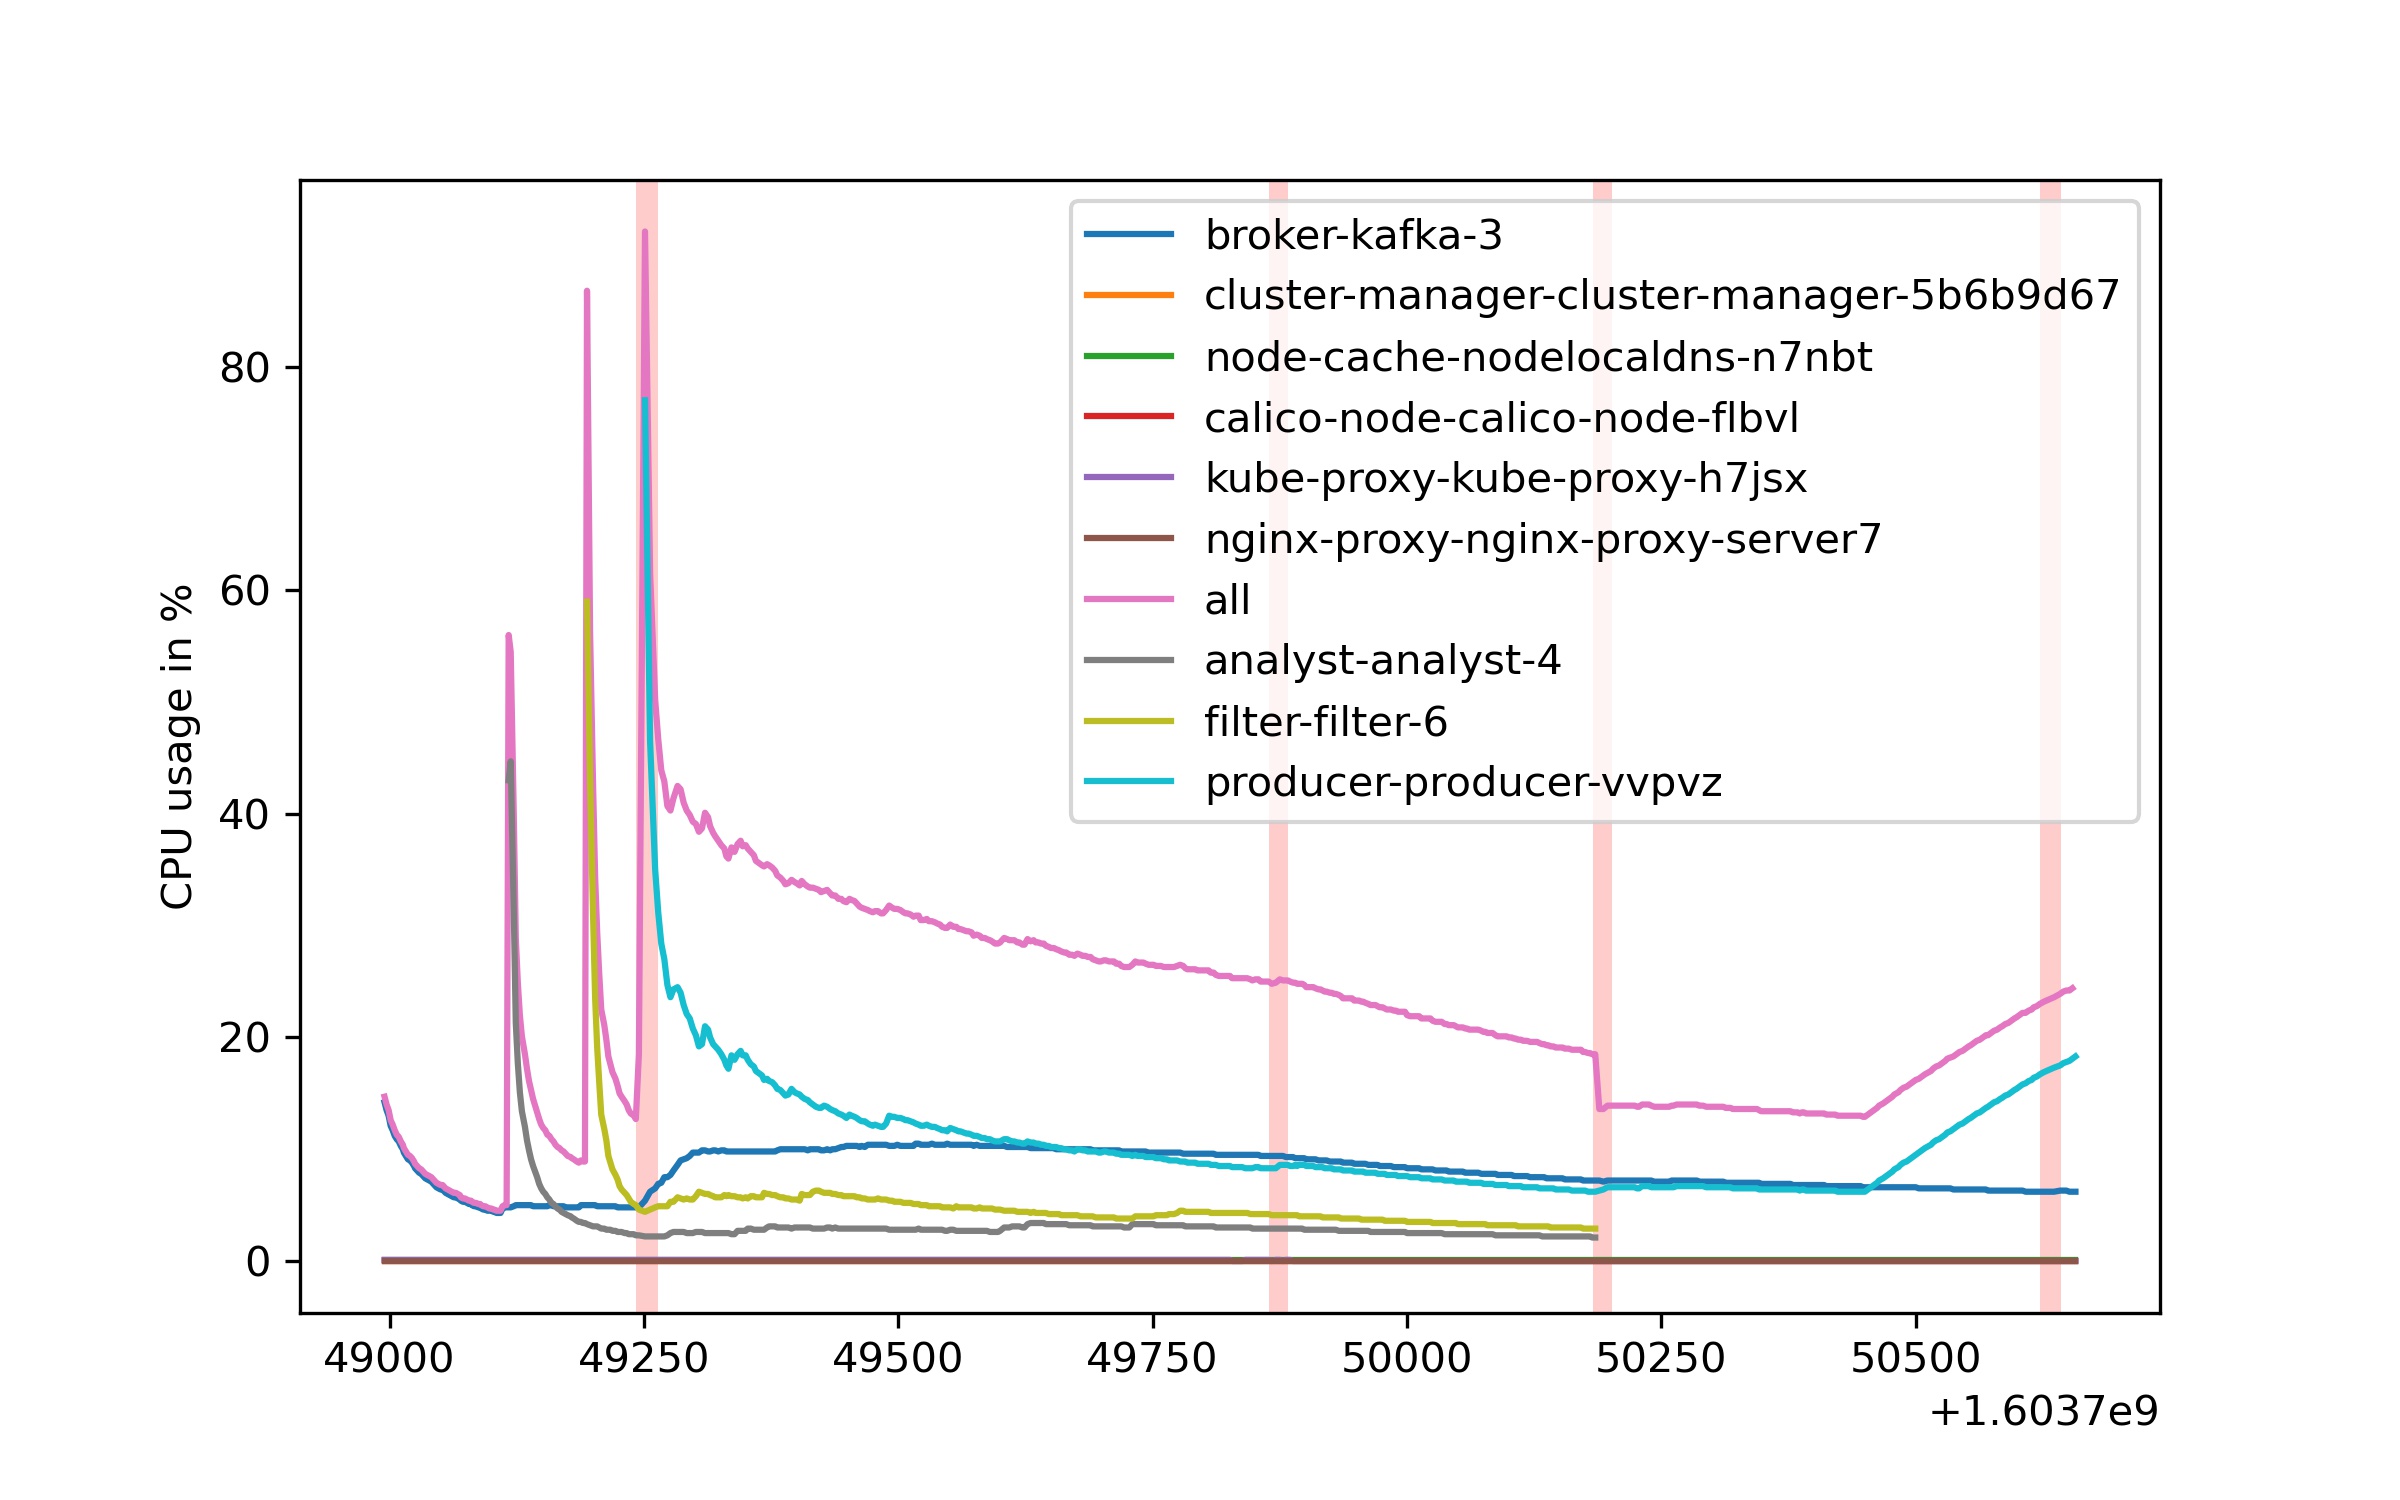 broker-kafka-3
cluster-manager-cluster-manager-5b6b9d67
node-cache-nodelocaldns-n7nbt
calico-node-calico-node-flbvl
kube-proxy-kube-proxy-h7jsx
nginx-proxy-nginx-proxy-server7
all
analyst-analyst-4
filter-filter-6
producer-producer-vvpvz
CPU usage in %
80
60
40
20
0
49000 49250 49500 49750 50000 50250 50500
+1.6037e9